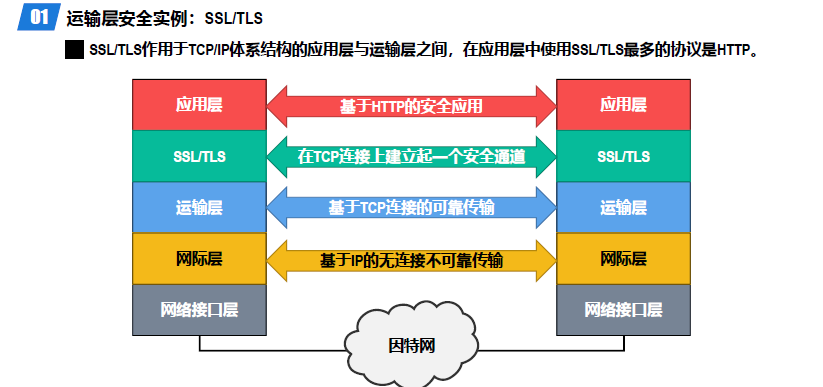 01 运输层安全实例：SSL/TLS
SSL/TLS作用于TCP/IP体系结构的应用层与运输层之间，在应用层中使用SSL/TLS最多的协议是HTTP。
应用层 基于HTTP的安全应用 应用层
SSL/TLS 在TCP连接上建立起一个安全通道 SSL/TLS
运输层 基于TCP连接的可靠传输 运输层
网际层 基于IP的无连接不可靠传输 网际层
网络接口层 网络接口层
因特网